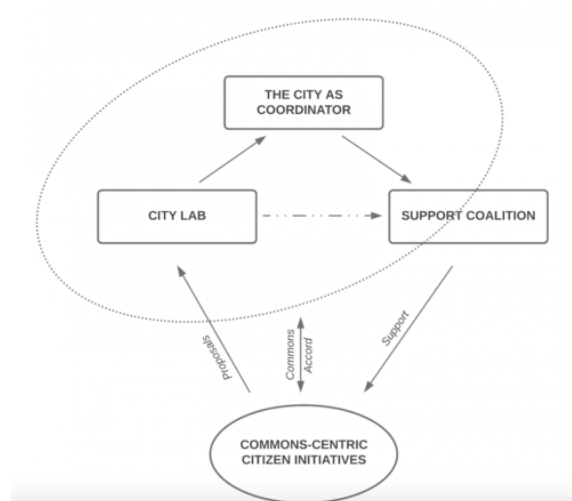 THE CITY AS
COORDINATOR
CITY LAB
SUPPORT COALITION
Proposals
Commons
Accord
Support
COMMONS-CENTRIC
CITIZEN INITIATIVES